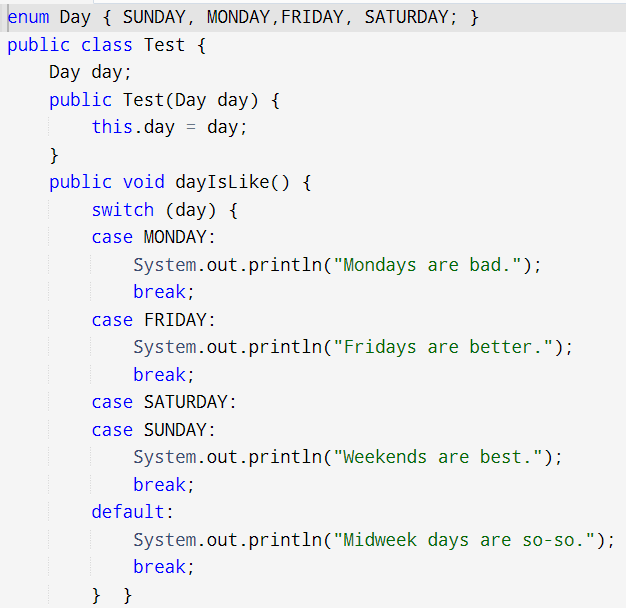 enum Day { SUNDAY, MONDAY,FRIDAY, SATURDAY; }
public class Test {
    Day day;
    public Test(Day day) {
        this.day = day;
    }
    public void dayIsLike() {
        switch (day) {
        case MONDAY:
            System.out.println("Mondays are bad.");
            break;
        case FRIDAY:
            System.out.println("Fridays are better.");
            break;
        case SATURDAY:
        case SUNDAY:
            System.out.println("Weekends are best.");
            break;
        default:
            System.out.println("Midweek days are so-so.");
            break;
        }  }